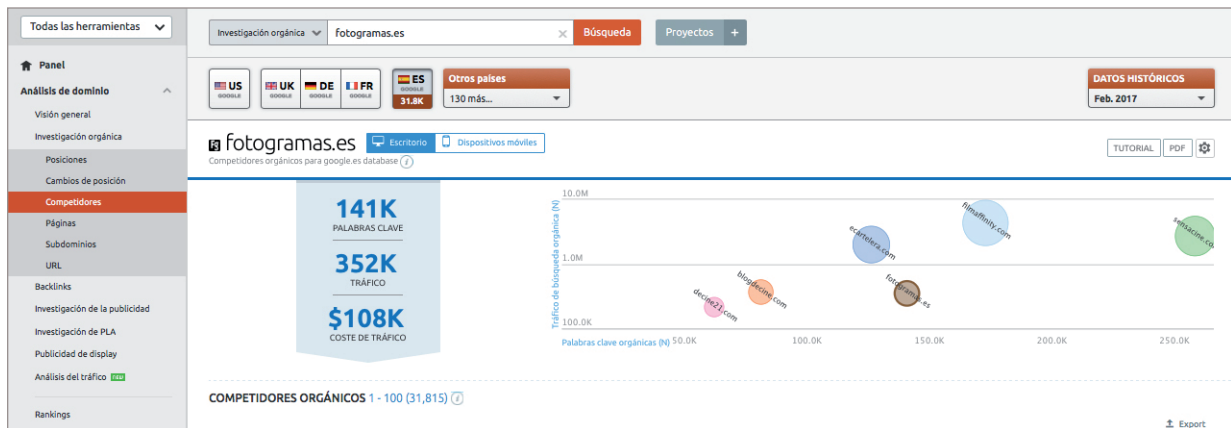 Todas las herramientas
Investigación orgánica
fotogramas.es
Búsqueda
Proyectos +
Panel
Análisis de dominio
Visión general
Investigación orgánica
Posiciones
Cambios de posición
Competidores
Páginas
Subdominios
URL
Backlinks
Investigación de la publicidad
Investigación de PLA
Publicidad de display
Análisis del tráfico new
Rankings
US
GOOGLE
UK
GOOGLE
DE
GOOGLE
FR
GOOGLE
ES
GOOGLE
31.8K
Otros países
130 más...
DATOS HISTÓRICOS
Feb. 2017
fotogramas.es
Escritorio
Dispositivos móviles
Competidores orgánicos para google.es database
TUTORIAL
PDF
141K
PALABRAS CLAVE
352K
TRÁFICO
$108K
COSTE DE TRÁFICO
Tráfico de búsqueda orgánica (N)
10.0M
1.0M
100.0K
filmaffinity.com
sensacine.co
ecartelera.com
blogdecine.com
fotogramas.es
decine21.com
Palabras clave orgánicas (N) 50.0K 100.0K 150.0K 200.0K 250.0K
COMPETIDORES ORGÁNICOS 1 - 100 (31,815)
Export